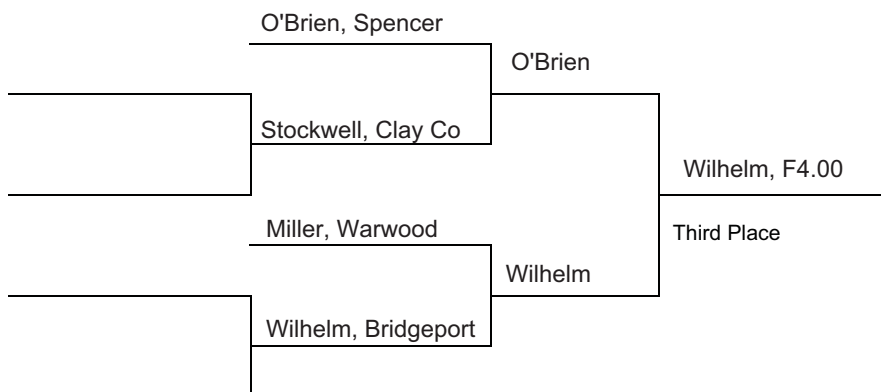 O'Brien, Spencer
O'Brien
Stockwell, Clay Co
Wilhelm, F4.00
Miller, Warwood
Third Place
Wilhelm
Wilhelm, Bridgeport